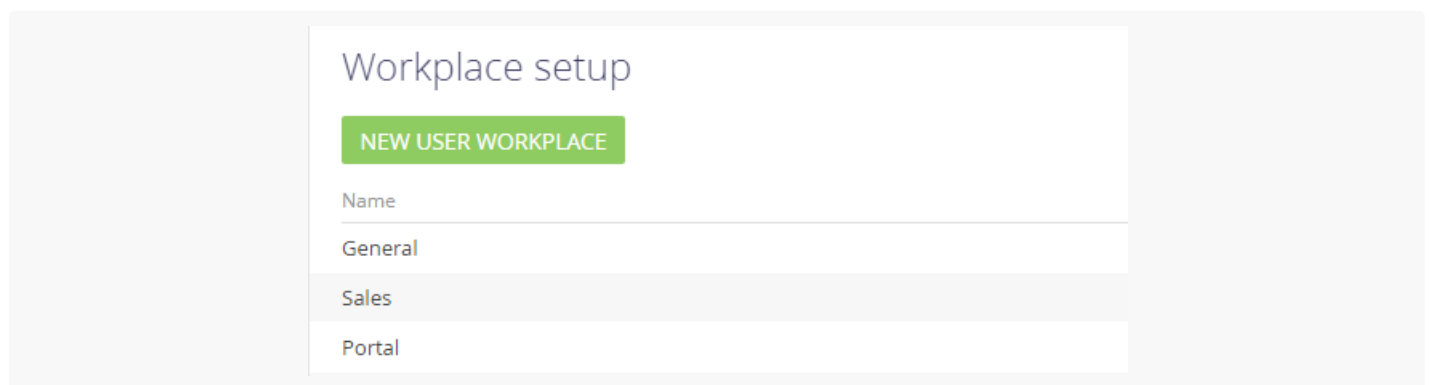 Workplace setup
NEW USER WORKPLACE
Name
General
Sales
Portal